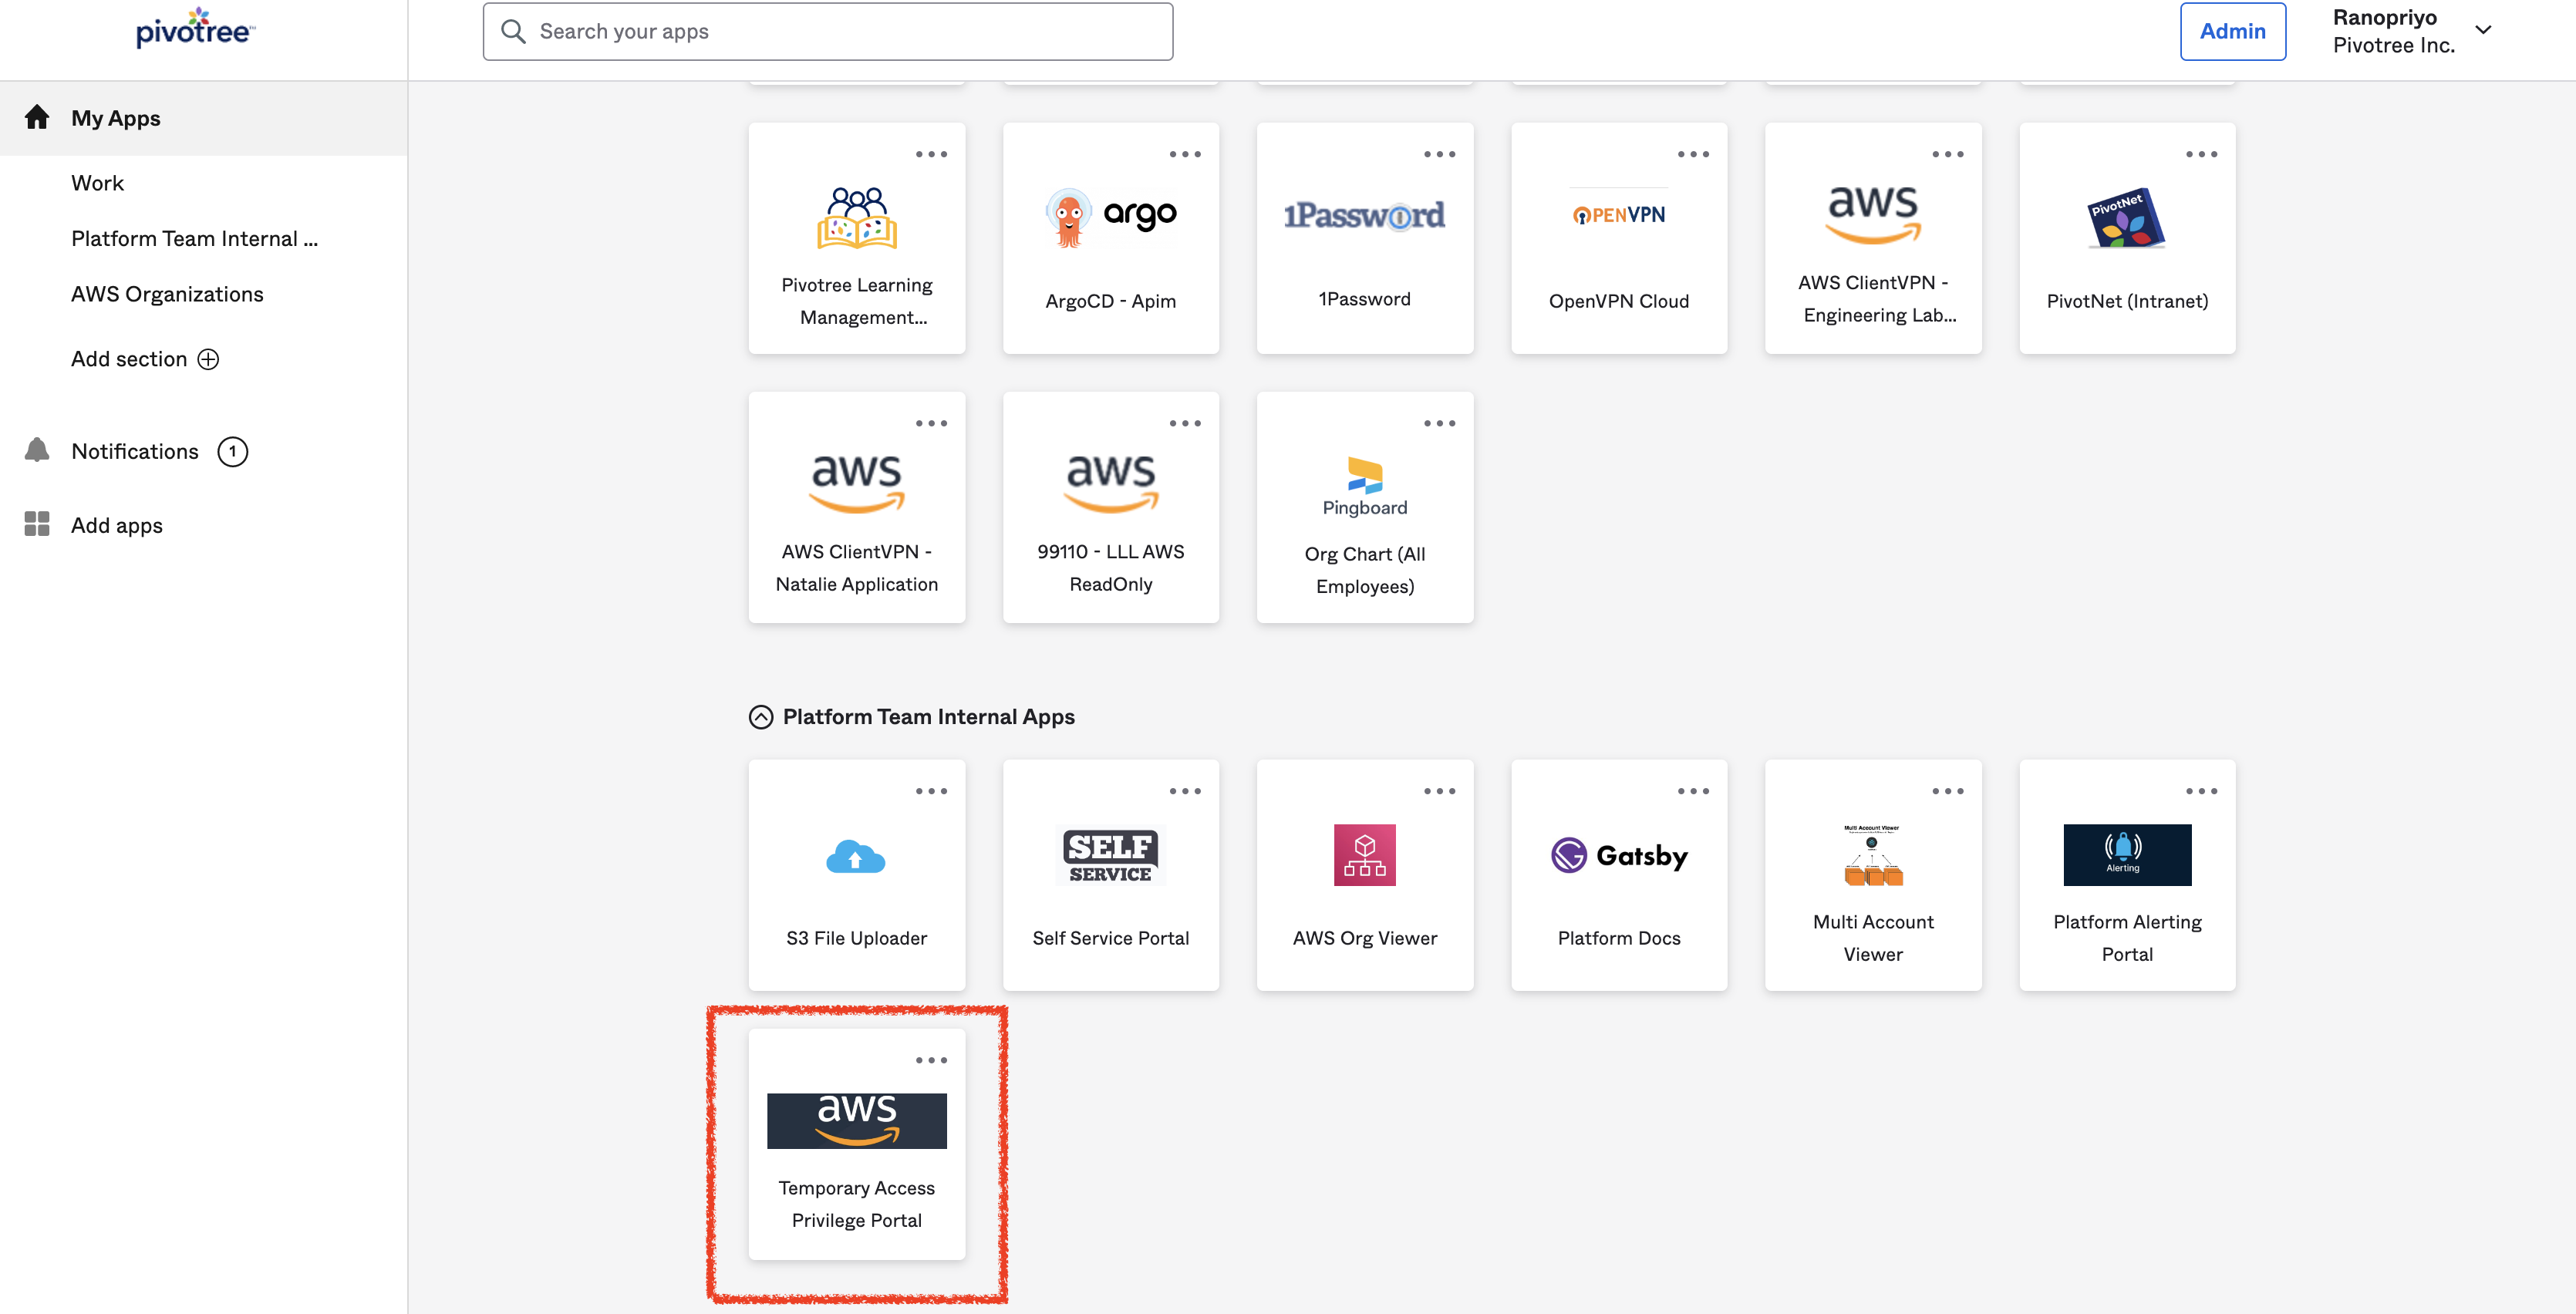 pivotree
Search your apps
Admin
Ranopriyo
Pivotree Inc.
My Apps
Work
Platform Team Internal ...
AWS Organizations
Add section
Notifications 1
Add apps
Pivotree Learning
Management...
argo
ArgoCD - Apim
1Password
1Password
OPENVPN
OpenVPN Cloud
aws
AWS ClientVPN -
Engineering Lab...
PivotNet
PivotNet (Intranet)
aws
AWS ClientVPN -
Natalie Application
aws
99110 - LLL AWS
ReadOnly
Pingboard
Org Chart (All
Employees)
Platform Team Internal Apps
S3 File Uploader
SELF
SERVICE
Self Service Portal
AWS Org Viewer
Gatsby
Platform Docs
Multi Account Viewer
Multi Account
Viewer
Alerting
Platform Alerting
Portal
aws
Temporary Access
Privilege Portal